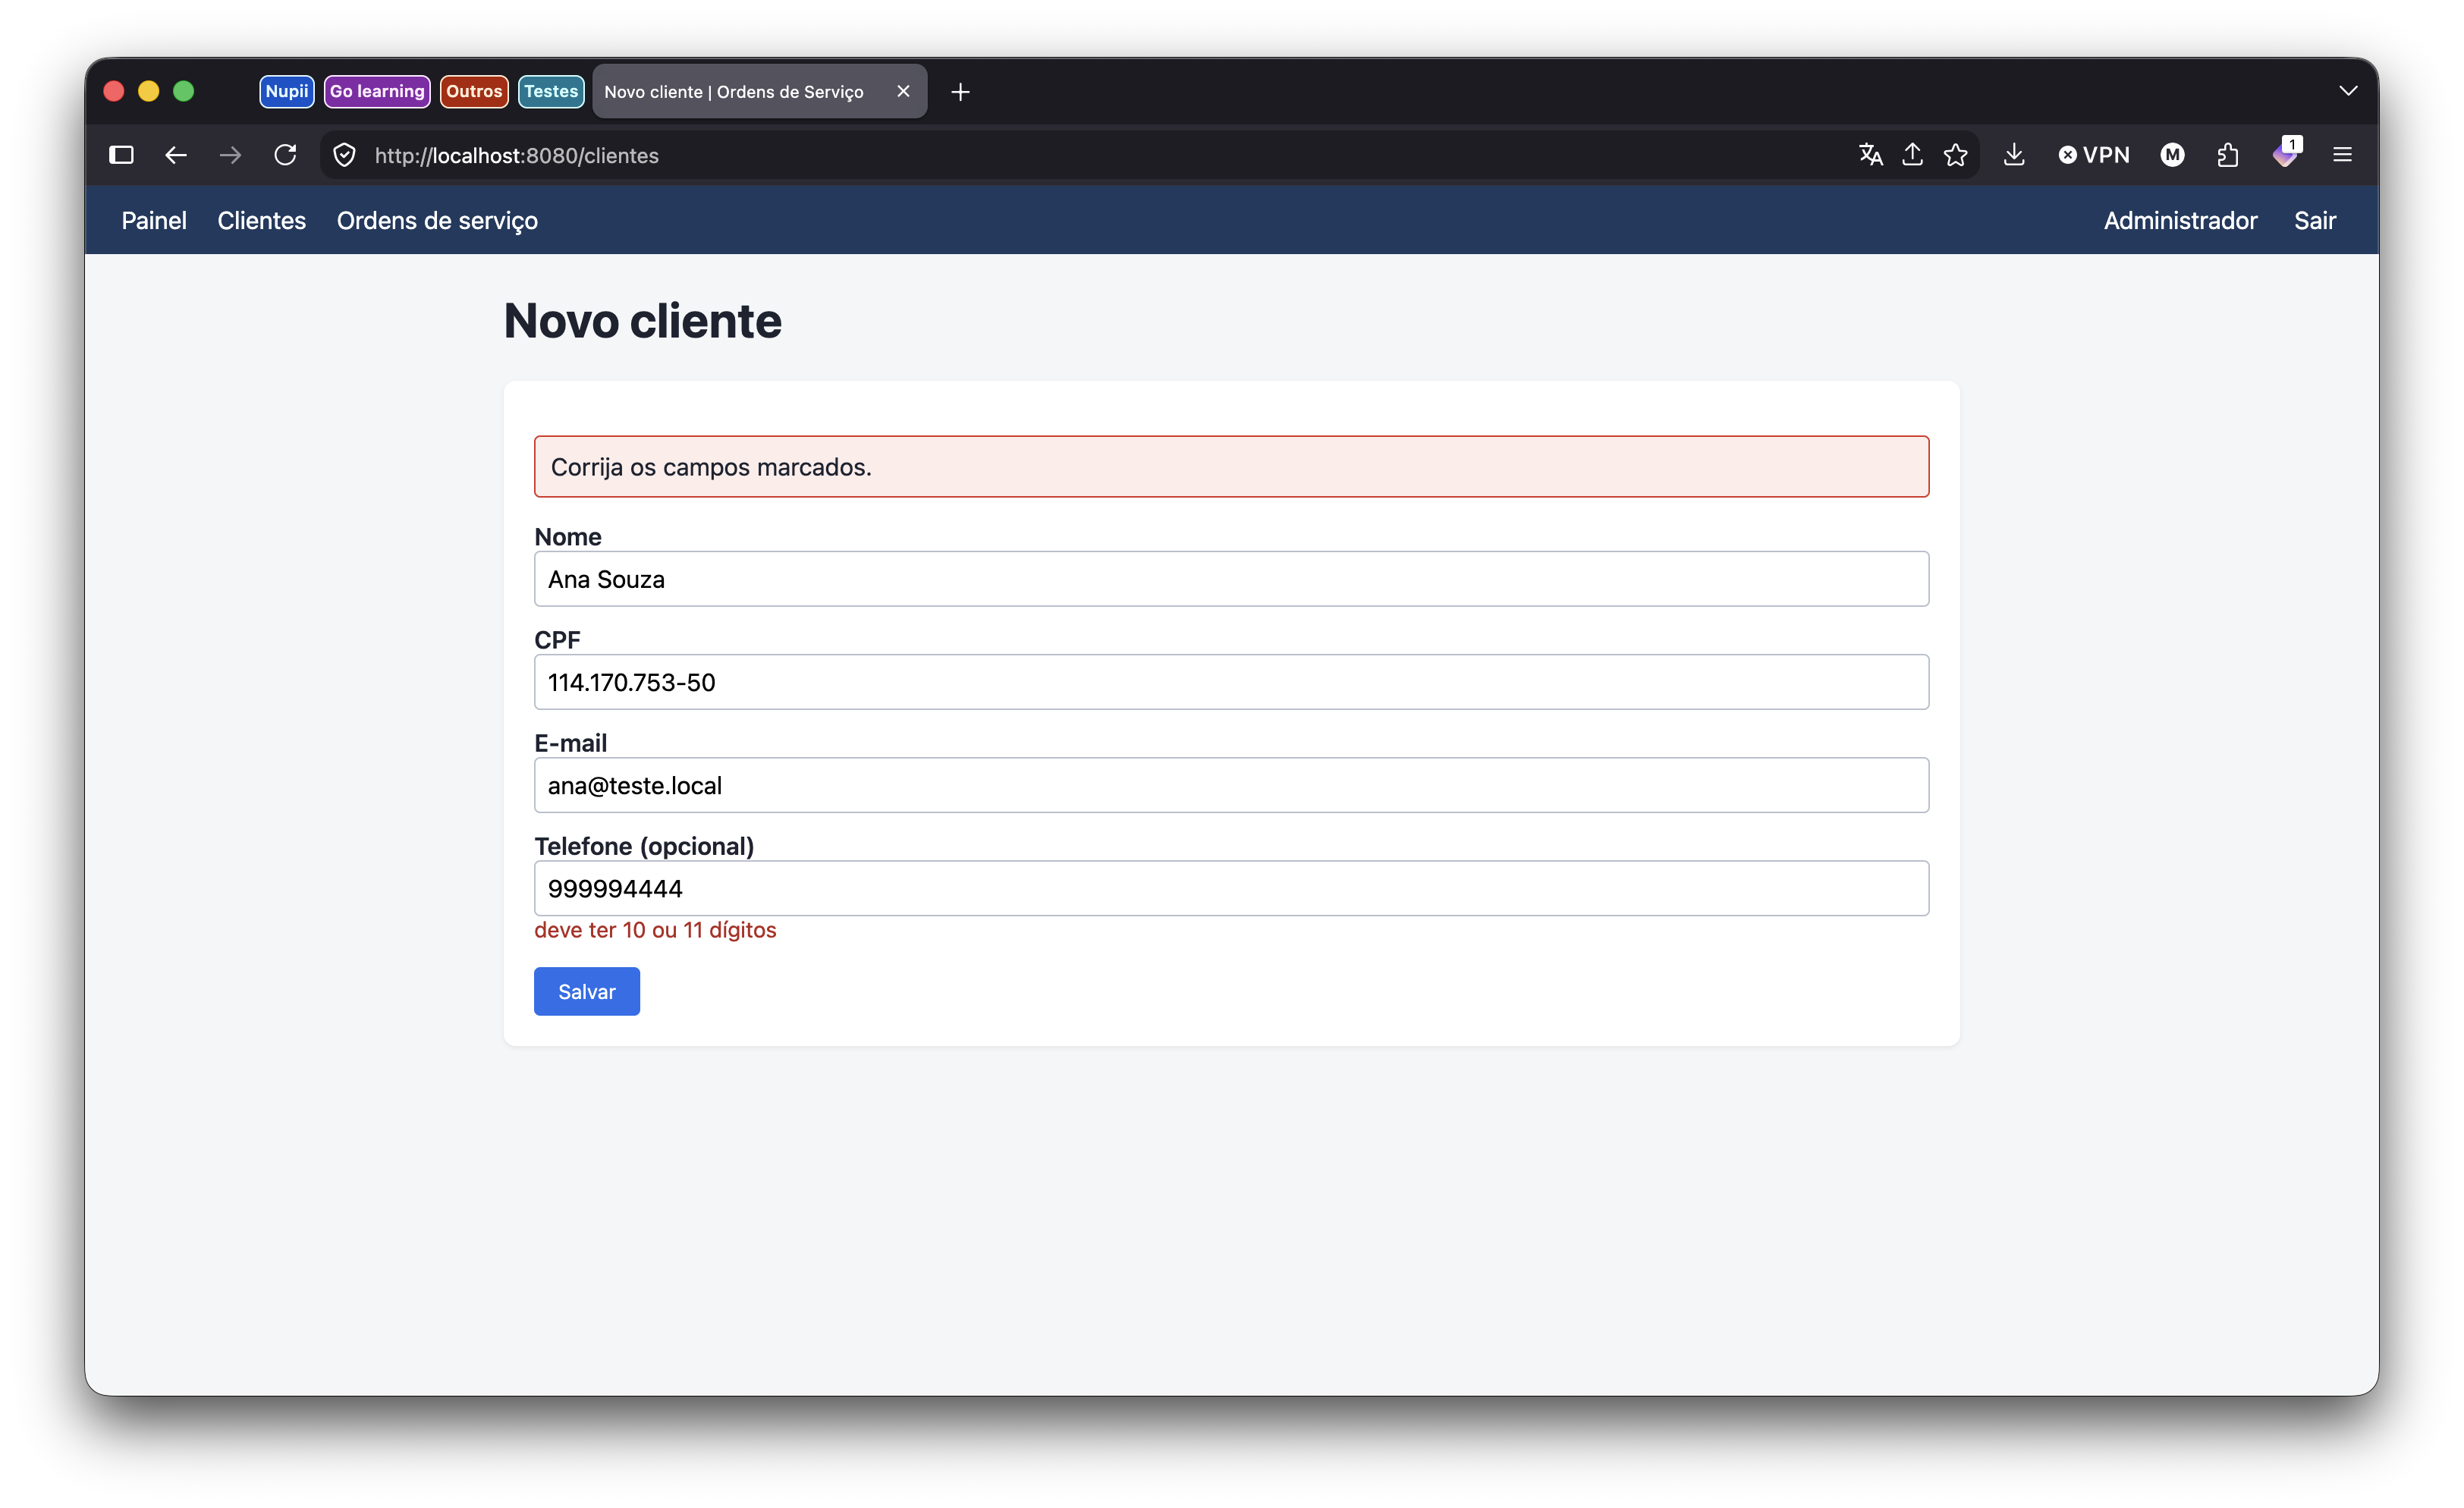 Nupii Go learning Outros Testes Novo cliente | Ordens de Serviço
http://localhost:8080/clientes VPN M 1
Painel Clientes Ordens de serviço Administrador Sair
Novo cliente
Corrija os campos marcados.
Nome
Ana Souza
CPF
114.170.753-50
E-mail
ana@teste.local
Telefone (opcional)
999994444
deve ter 10 ou 11 dígitos
Salvar